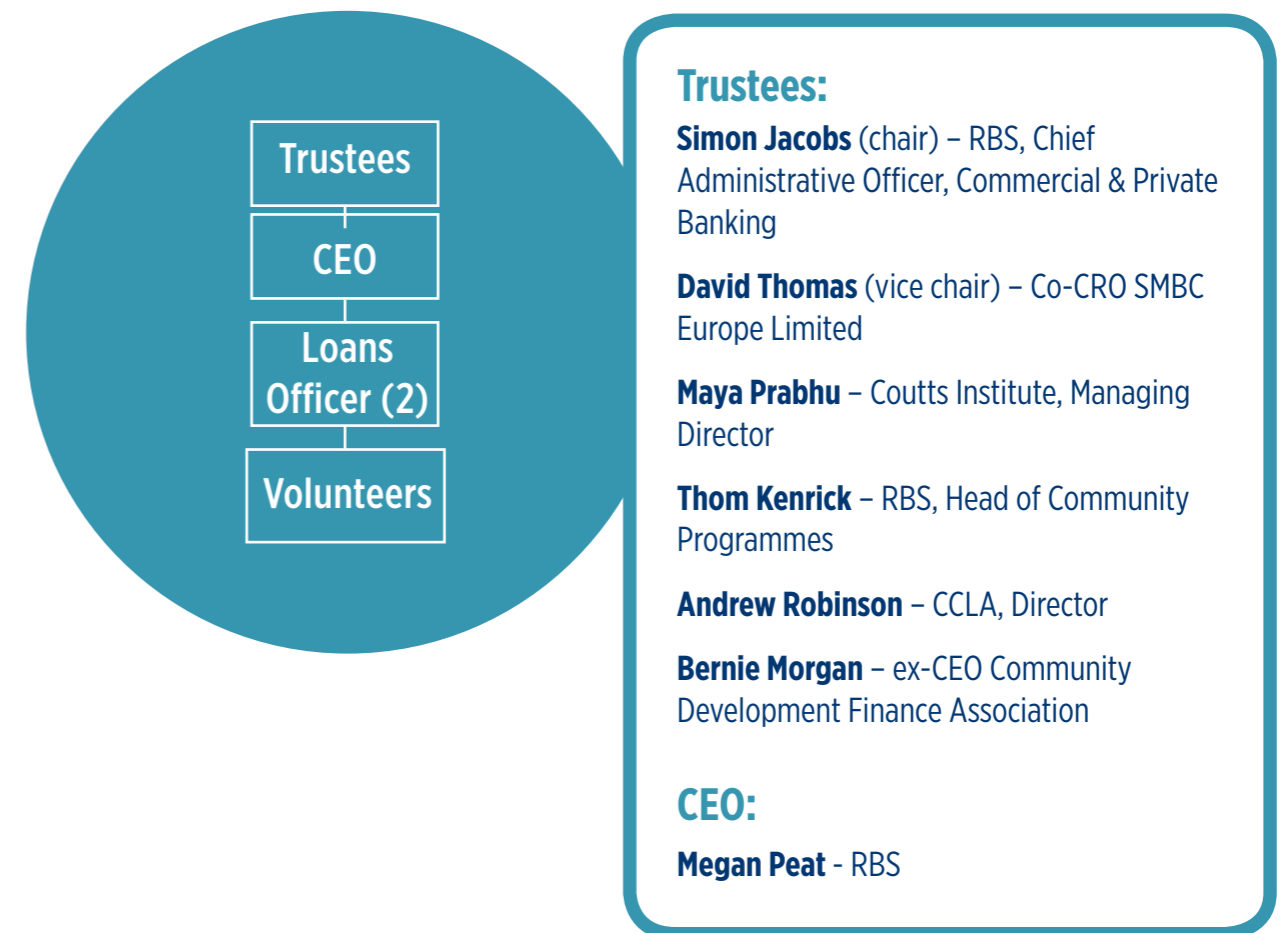 Trustees
CEO
Loans
Officer (2)
Volunteers
Trustees:
Simon Jacobs (chair) – RBS, Chief
Administrative Officer, Commercial & Private
Banking
David Thomas (vice chair) – Co-CRO SMBC
Europe Limited
Maya Prabhu – Coutts Institute, Managing
Director
Thom Kenrick – RBS, Head of Community
Programmes
Andrew Robinson – CCLA, Director
Bernie Morgan – ex-CEO Community
Development Finance Association
CEO:
Megan Peat - RBS